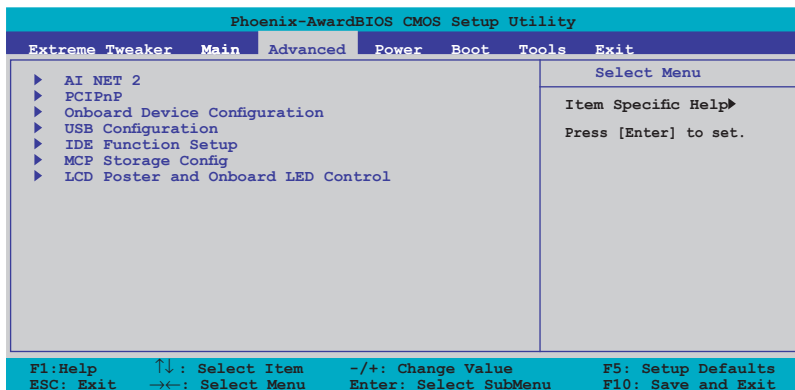 Phoenix-AwardBIOS CMOS Setup Utility
Extreme Tweaker Main Advanced Power Boot Tools Exit
Select Menu
AI NET 2
PCIPnP
Onboard Device Configuration
USB Configuration
IDE Function Setup
MCP Storage Config
LCD Poster and Onboard LED Control
Item Specific Help▶
Press [Enter] to set.
F1:Help ↑↓: Select Item -/+: Change Value F5: Setup Defaults
ESC: Exit →←: Select Menu Enter: Select SubMenu F10: Save and Exit